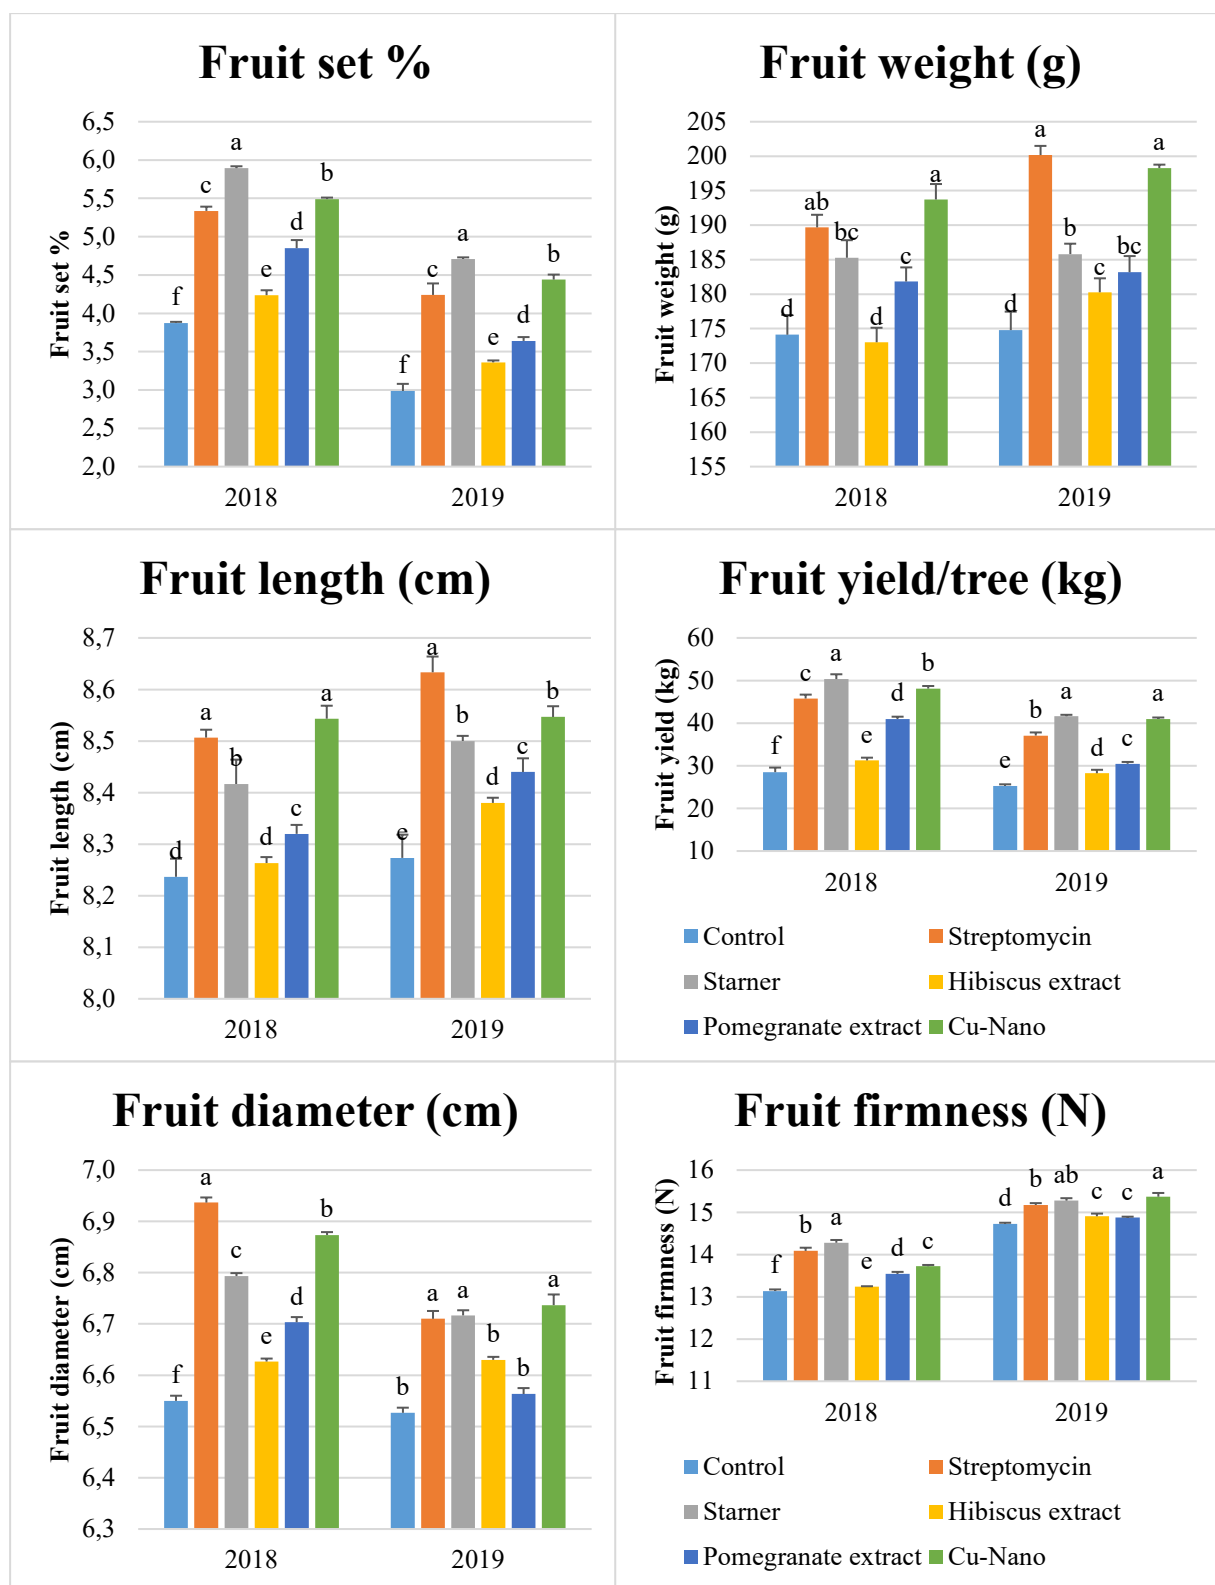 Fruit set %
6,5
6,0
5,5
5,0
4,5
4,0
3,5
3,0
2,5
2,0
Fruit set %
f c a e d b
f c a e d b
2018 2019
Fruit weight (g)
205
200
195
190
185
180
175
170
165
160
155
Fruit weight (g)
d ab bc d c a
d a b c bc a
2018 2019
Fruit length (cm)
8,7
8,6
8,5
8,4
8,3
8,2
8,1
8,0
Fruit length (cm)
d a b d c a
e a b d c b
2018 2019
Fruit yield/tree (kg)
60
50
40
30
20
10
Fruit yield (kg)
f c a e d b
e b a d c a
2018 2019
Control Streptomycin
Starner Hibiscus extract
Pomegranate extract Cu-Nano
Fruit diameter (cm)
7,0
6,9
6,8
6,7
6,6
6,5
6,4
6,3
Fruit diameter (cm)
f a c e d b
b a a b b a
2018 2019
Fruit firmness (N)
16
15
14
13
12
11
Fruit firmness (N)
f b a e d c
d b ab c c a
2018 2019
Control Streptomycin
Starner Hibiscus extract
Pomegranate extract Cu-Nano